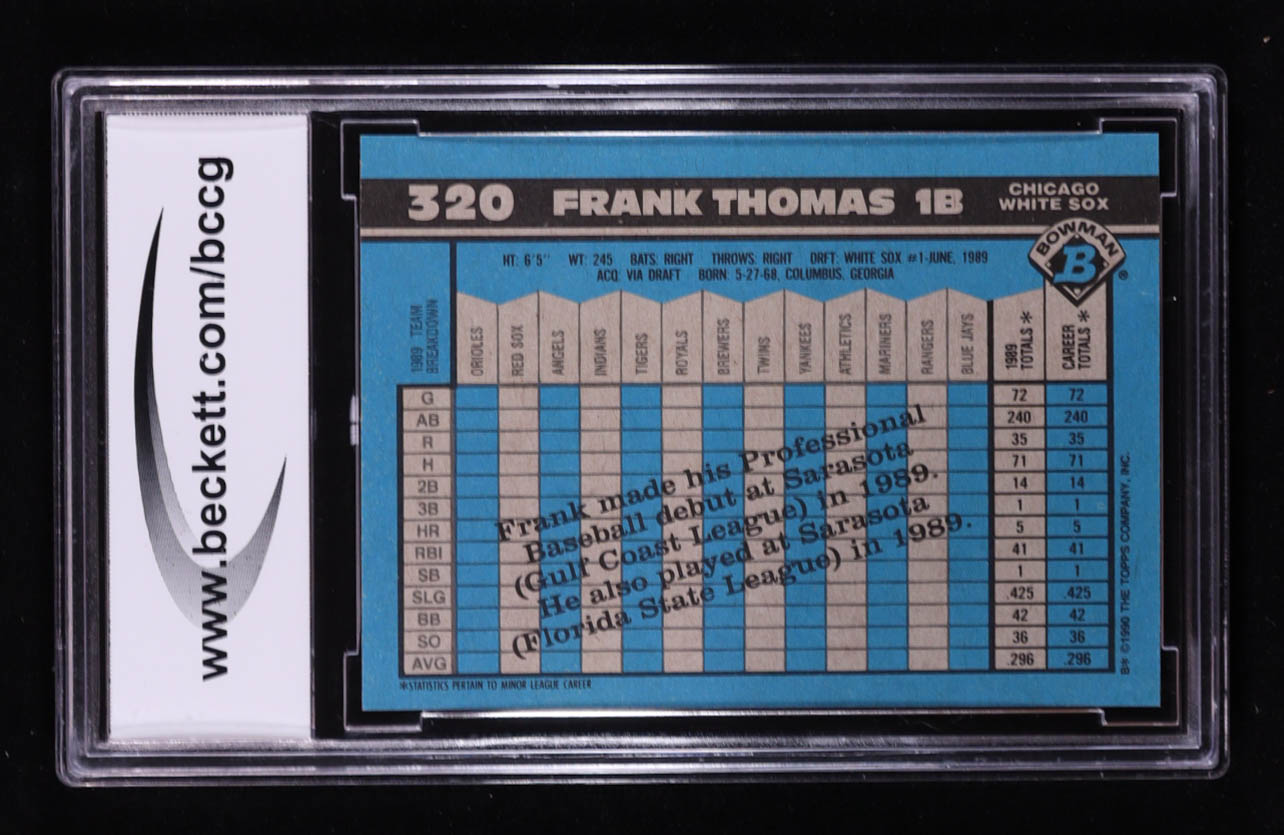 www.beckett.com/bccg
320 FRANK THOMAS 1B
CHICAGO
WHITE SOX
BOWMAN
B
®
HT: 6'5" WT: 245 BATS: RIGHT THROWS: RIGHT DRFT: WHITE SOX #1-JUNE, 1989
ACQ: VIA DRAFT BORN: 5-27-68, COLUMBUS, GEORGIA
1989 TEAM
BREAKDOWN
ORIOLES
RED SOX
ANGELS
INDIANS
TIGERS
ROYALS
BREWERS
TWINS
YANKEES
ATHLETICS
MARINERS
RANGERS
BLUE JAYS
1989
TOTALS *
CAREER
TOTALS *
G 72 72
AB 240 240
R 35 35
H 71 71
2B 14 14
3B 1 1
HR 5 5
RBI 41 41
SB 1 1
SLG .425 .425
BB 42 42
SO 36 36
AVG .296 .296
Frank made his Professional
Baseball debut at Sarasota
(Gulf Coast League) in 1989.
He also played at Sarasota
(Florida State League) in 1989.
*STATISTICS PERTAIN TO MINOR LEAGUE CAREER
B* ©1990 THE TOPPS COMPANY, INC.